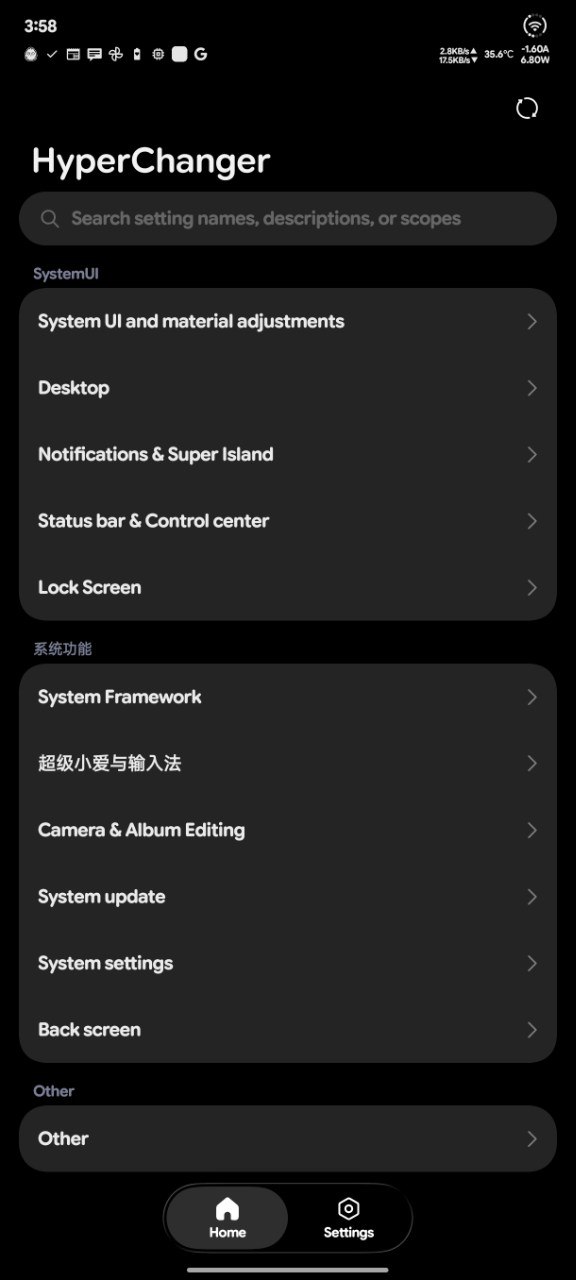 3:58
2.8KB/s▲
17.5KB/s▼
35.6°C
-1.60A
6.80W
HyperChanger
Search setting names, descriptions, or scopes
SystemUI
System UI and material adjustments
Desktop
Notifications & Super Island
Status bar & Control center
Lock Screen
系统功能
System Framework
超级小爱与输入法
Camera & Album Editing
System update
System settings
Back screen
Other
Other
Home
Settings